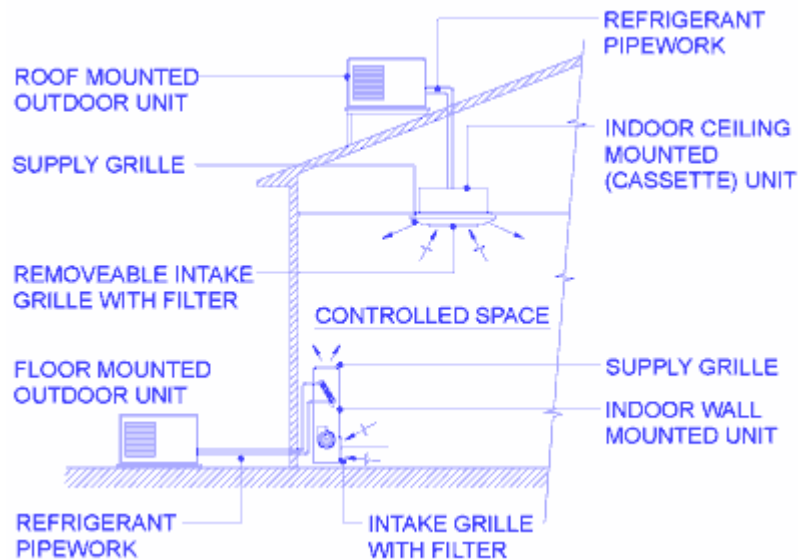 REFRIGERANT
PIPEWORK
ROOF MOUNTED
OUTDOOR UNIT
INDOOR CEILING
MOUNTED
(CASSETTE) UNIT
SUPPLY GRILLE
REMOVEABLE INTAKE
GRILLE WITH FILTER
CONTROLLED SPACE
FLOOR MOUNTED
OUTDOOR UNIT
SUPPLY GRILLE
INDOOR WALL
MOUNTED UNIT
REFRIGERANT
PIPEWORK
INTAKE GRILLE
WITH FILTER